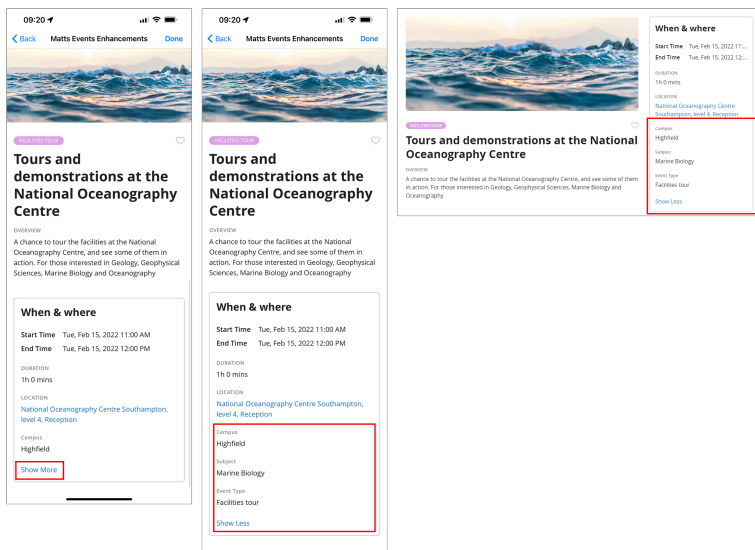 09:20
Back Matts Events Enhancements Done
FACILITIES TOUR
Tours and
demonstrations at the
National Oceanography
Centre
OVERVIEW
A chance to tour the facilities at the National
Oceanography Centre, and see some of them in
action. For those interested in Geology, Geophysical
Sciences, Marine Biology and Oceanography
When & where
Start Time Tue, Feb 15, 2022 11:00 AM
End Time Tue, Feb 15, 2022 12:00 PM
DURATION
1h 0 mins
LOCATION
National Oceanography Centre Southampton,
level 4, Reception
Campus
Highfield
Show More
09:20
Back Matts Events Enhancements Done
FACILITIES TOUR
Tours and
demonstrations at the
National Oceanography
Centre
OVERVIEW
A chance to tour the facilities at the National
Oceanography Centre, and see some of them in
action. For those interested in Geology, Geophysical
Sciences, Marine Biology and Oceanography
When & where
Start Time Tue, Feb 15, 2022 11:00 AM
End Time Tue, Feb 15, 2022 12:00 PM
DURATION
1h 0 mins
LOCATION
National Oceanography Centre Southampton,
level 4, Reception
Campus
Highfield
Subject
Marine Biology
Event Type
Facilities tour
Show Less
FACILITIES TOUR
Tours and demonstrations at the National
Oceanography Centre
OVERVIEW
A chance to tour the facilities at the National Oceanography Centre, and see some of them
in action. For those interested in Geology, Geophysical Sciences, Marine Biology and
Oceanography
When & where
Start Time Tue, Feb 15, 2022 11:...
End Time Tue, Feb 15, 2022 12:...
DURATION
1h 0 mins
LOCATION
National Oceanography Centre
Southampton, level 4, Reception
Campus
Highfield
Subject
Marine Biology
Event Type
Facilities tour
Show Less